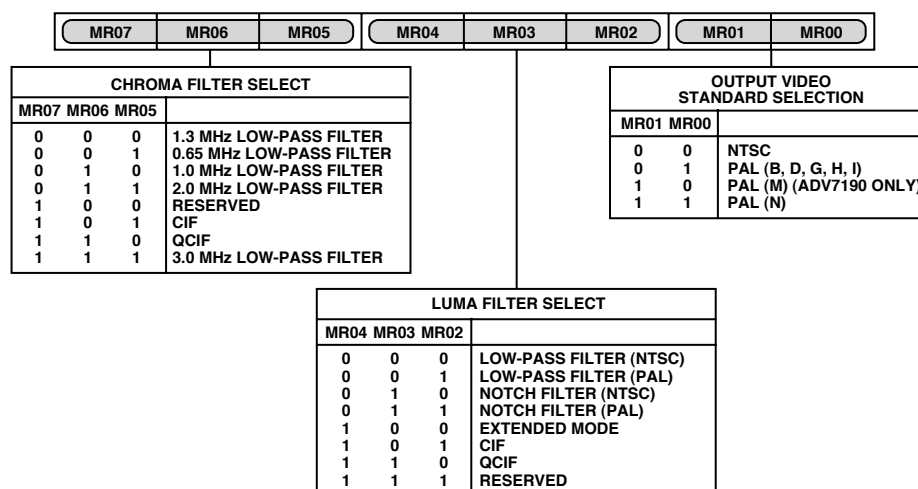 MR07 MR06 MR05 MR04 MR03 MR02 MR01 MR00
CHROMA FILTER SELECT
MR07 MR06 MR05
0 0 0 1.3 MHz LOW-PASS FILTER
0 0 1 0.65 MHz LOW-PASS FILTER
0 1 0 1.0 MHz LOW-PASS FILTER
0 1 1 2.0 MHz LOW-PASS FILTER
1 0 0 RESERVED
1 0 1 CIF
1 1 0 QCIF
1 1 1 3.0 MHz LOW-PASS FILTER
OUTPUT VIDEO
STANDARD SELECTION
MR01 MR00
0 0 NTSC
0 1 PAL (B, D, G, H, I)
1 0 PAL (M) (ADV7190 ONLY)
1 1 PAL (N)
LUMA FILTER SELECT
MR04 MR03 MR02
0 0 0 LOW-PASS FILTER (NTSC)
0 0 1 LOW-PASS FILTER (PAL)
0 1 0 NOTCH FILTER (NTSC)
0 1 1 NOTCH FILTER (PAL)
1 0 0 EXTENDED MODE
1 0 1 CIF
1 1 0 QCIF
1 1 1 RESERVED